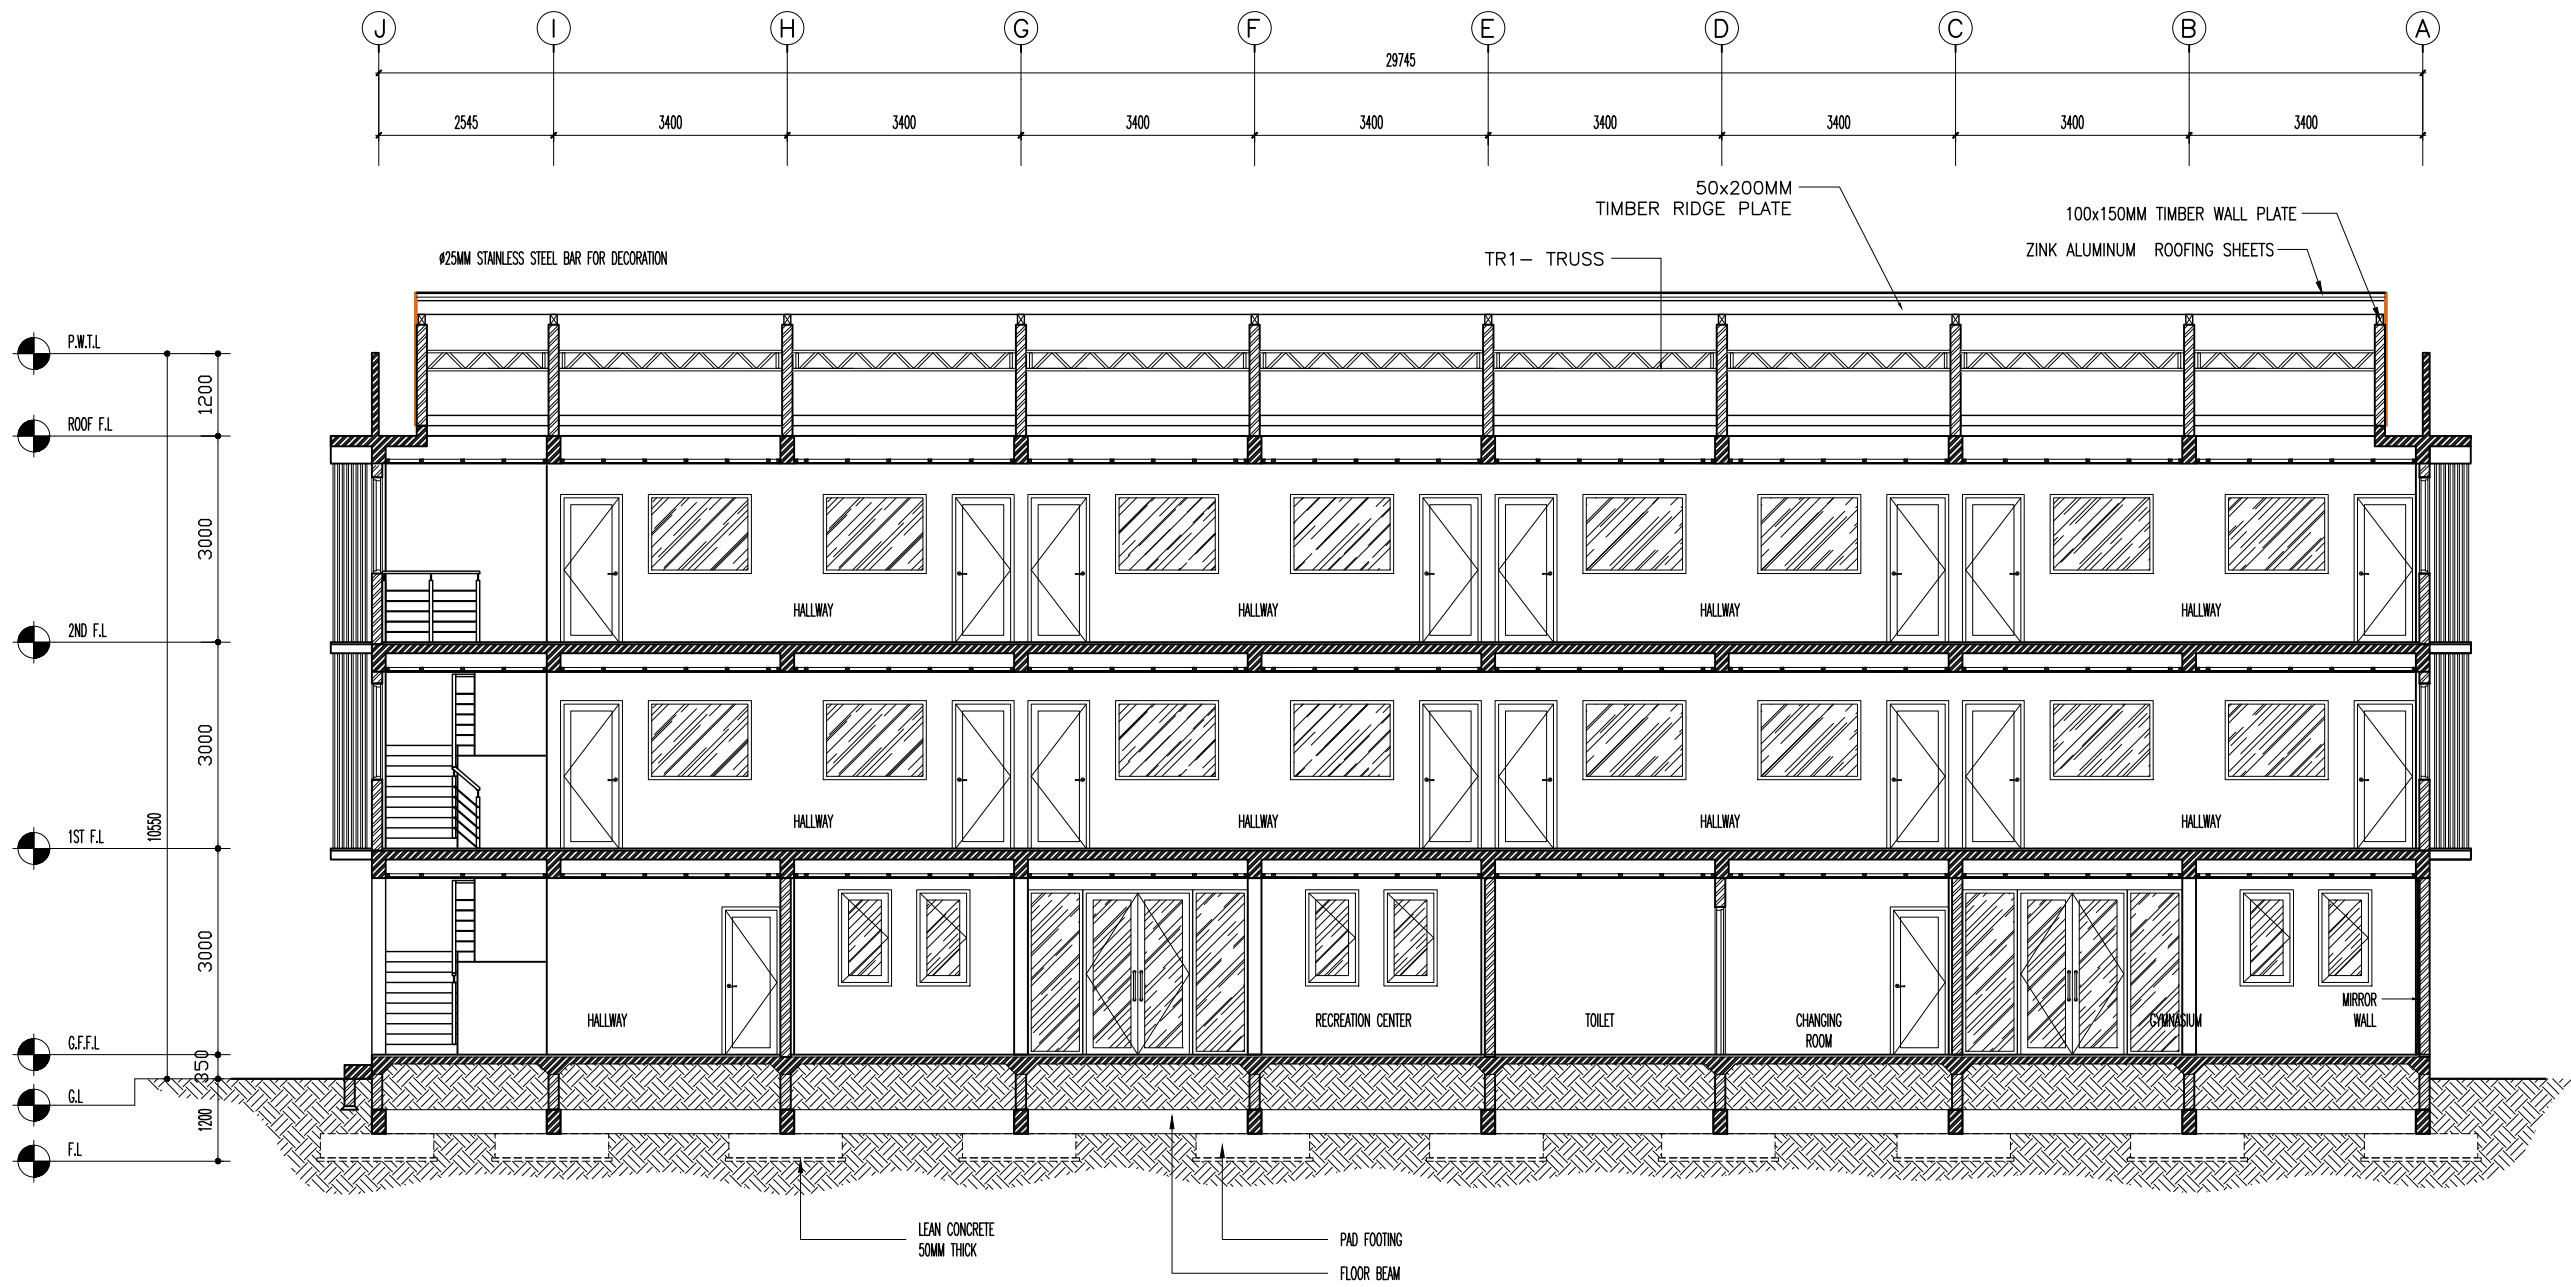 J I H G F E D C B A
29745
2545 3400 3400 3400 3400 3400 3400 3400 3400
50x200MM
TIMBER RIDGE PLATE
100x150MM TIMBER WALL PLATE
ZINK ALUMINUM ROOFING SHEETS
TR1- TRUSS
Ø25MM STAINLESS STEEL BAR FOR DECORATION
P.W.T.L
1200
ROOF F.L
3000
HALLWAY HALLWAY HALLWAY HALLWAY
2ND F.L
3000
10550
HALLWAY HALLWAY HALLWAY HALLWAY
1ST F.L
3000
MIRROR
WALL
HALLWAY RECREATION CENTER TOILET CHANGING
ROOM
GYMNASIUM
G.F.F.L
350
G.L
1200
F.L
LEAN CONCRETE
50MM THICK
PAD FOOTING
FLOOR BEAM